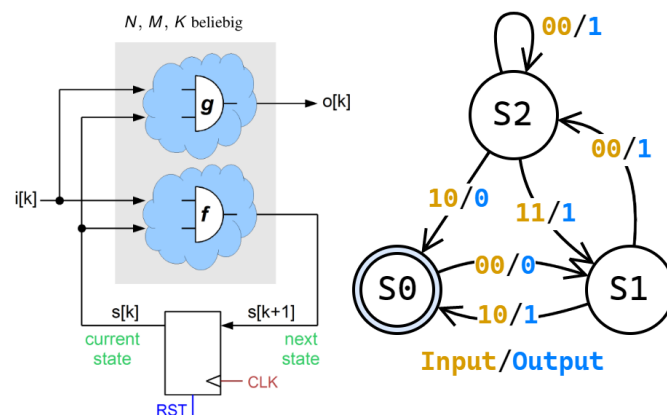 N, M, K beliebig
g
o[k]
i[k]
f
s[k]
s[k+1]
current
state
next
state
CLK
RST
00/1
S2
00/1
10/0
11/1
S0
00/0
S1
10/1
Input/Output